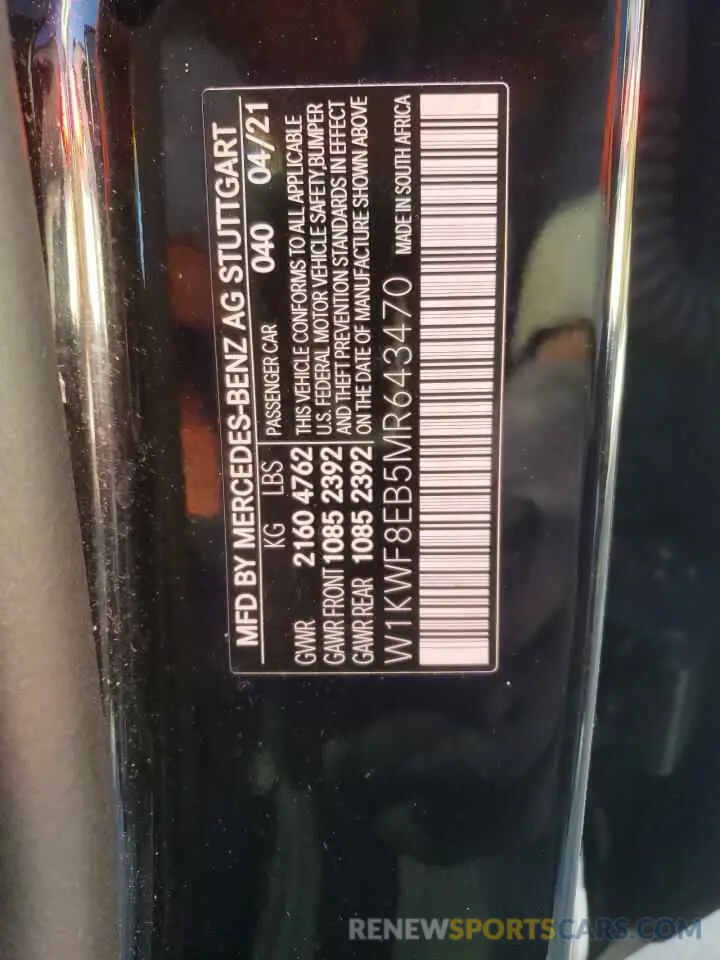 MFD BY MERCEDES-BENZ AG STUTTGART
KG LBS PASSENGER CAR 040 04/21
GVWR 2160 4762 THIS VEHICLE CONFORMS TO ALL APPLICABLE
U.S. FEDERAL MOTOR VEHICLE SAFETY,BUMPER
GAWR FRONT 1085 2392 AND THEFT PREVENTION STANDARDS IN EFFECT
GAWR REAR 1085 2392 ON THE DATE OF MANUFACTURE SHOWN ABOVE
W1KWF8EB5MR643470 MADE IN SOUTH AFRICA
RENEWSPORTSCARS.COM